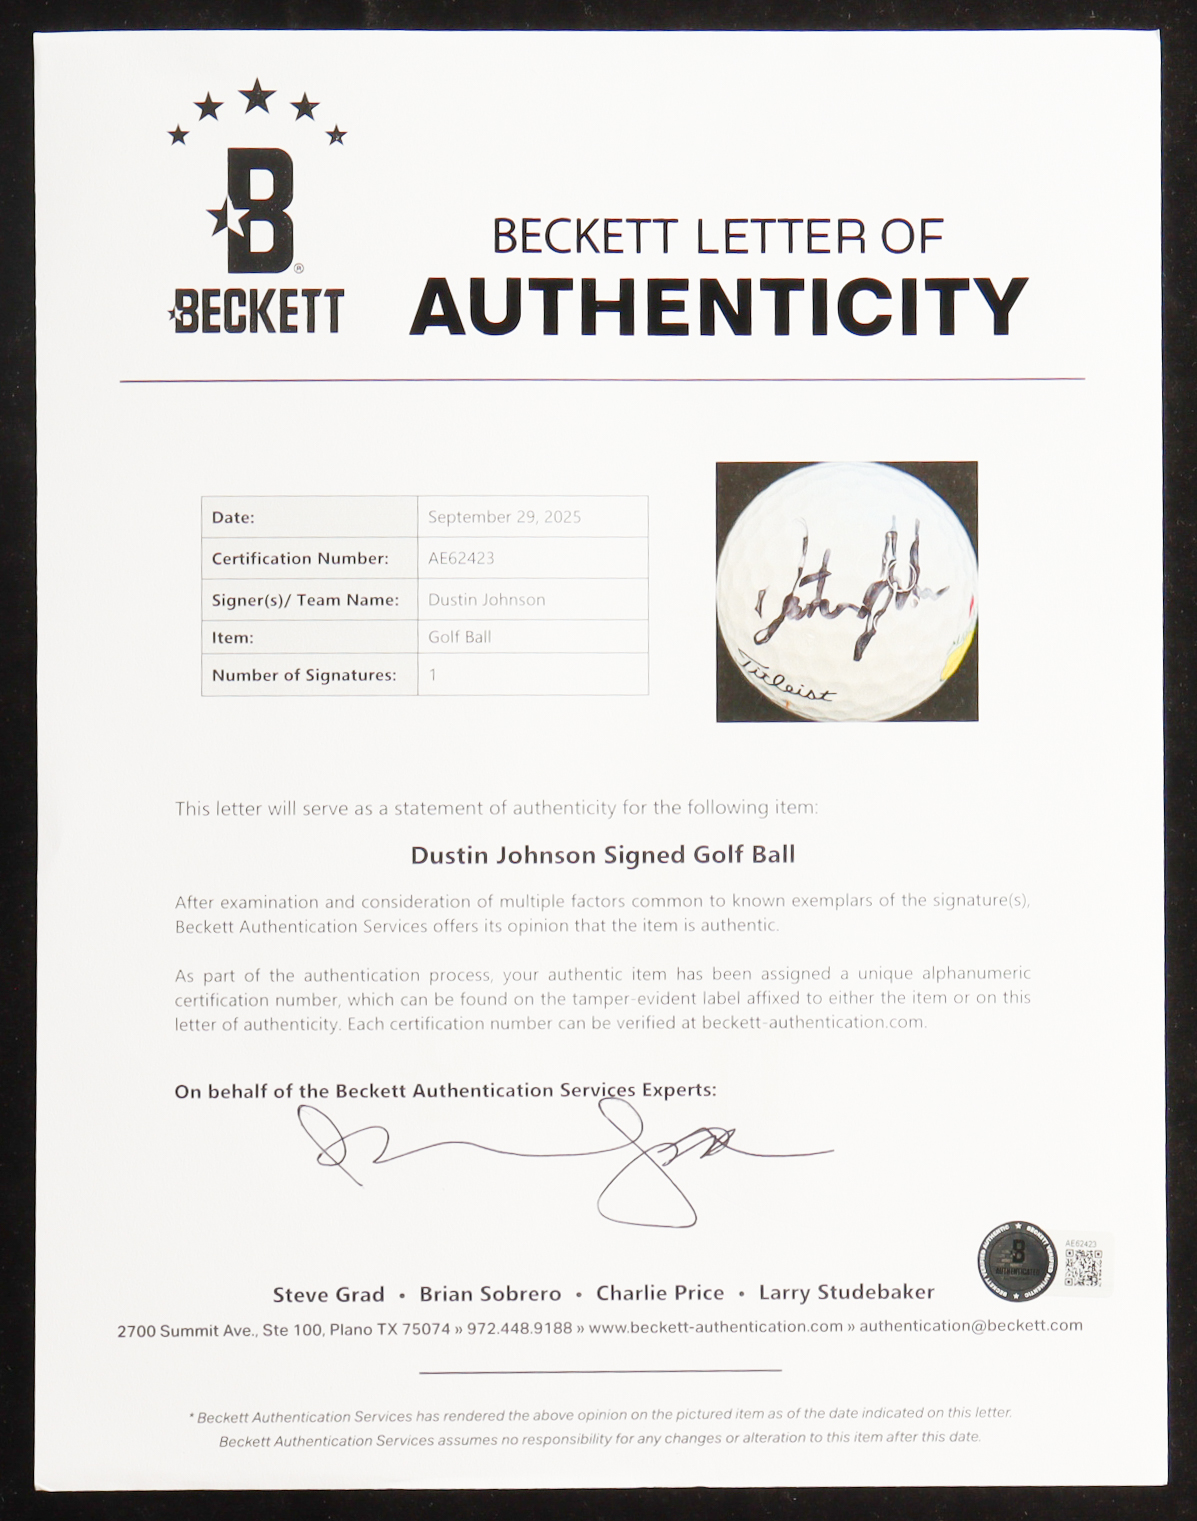 B
®
BECKETT
BECKETT LETTER OF
AUTHENTICITY
Date: September 29, 2025
Certification Number: AE62423
Signer(s)/ Team Name: Dustin Johnson
Item: Golf Ball
Number of Signatures: 1
Titleist
This letter will serve as a statement of authenticity for the following item:
Dustin Johnson Signed Golf Ball
After examination and consideration of multiple factors common to known exemplars of the signature(s),
Beckett Authentication Services offers its opinion that the item is authentic.
As part of the authentication process, your authentic item has been assigned a unique alphanumeric
certification number, which can be found on the tamper-evident label affixed to either the item or on this
letter of authenticity. Each certification number can be verified at beckett-authentication.com.
On behalf of the Beckett Authentication Services Experts:
AE62423
Steve Grad • Brian Sobrero • Charlie Price • Larry Studebaker
2700 Summit Ave., Ste 100, Plano TX 75074 » 972.448.9188 » www.beckett-authentication.com » authentication@beckett.com
* Beckett Authentication Services has rendered the above opinion on the pictured item as of the date indicated on this letter.
Beckett Authentication Services assumes no responsibility for any changes or alteration to this item after this date.